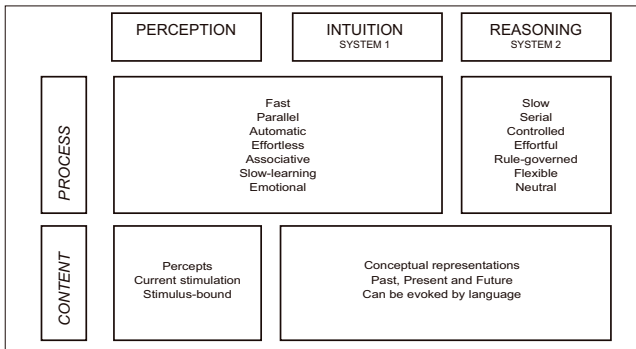 PERCEPTION
INTUITION
SYSTEM 1
REASONING
SYSTEM 2
PROCESS
Fast
Parallel
Automatic
Effortless
Associative
Slow-learning
Emotional
Slow
Serial
Controlled
Effortful
Rule-governed
Flexible
Neutral
CONTENT
Percepts
Current stimulation
Stimulus-bound
Conceptual representations
Past, Present and Future
Can be evoked by language